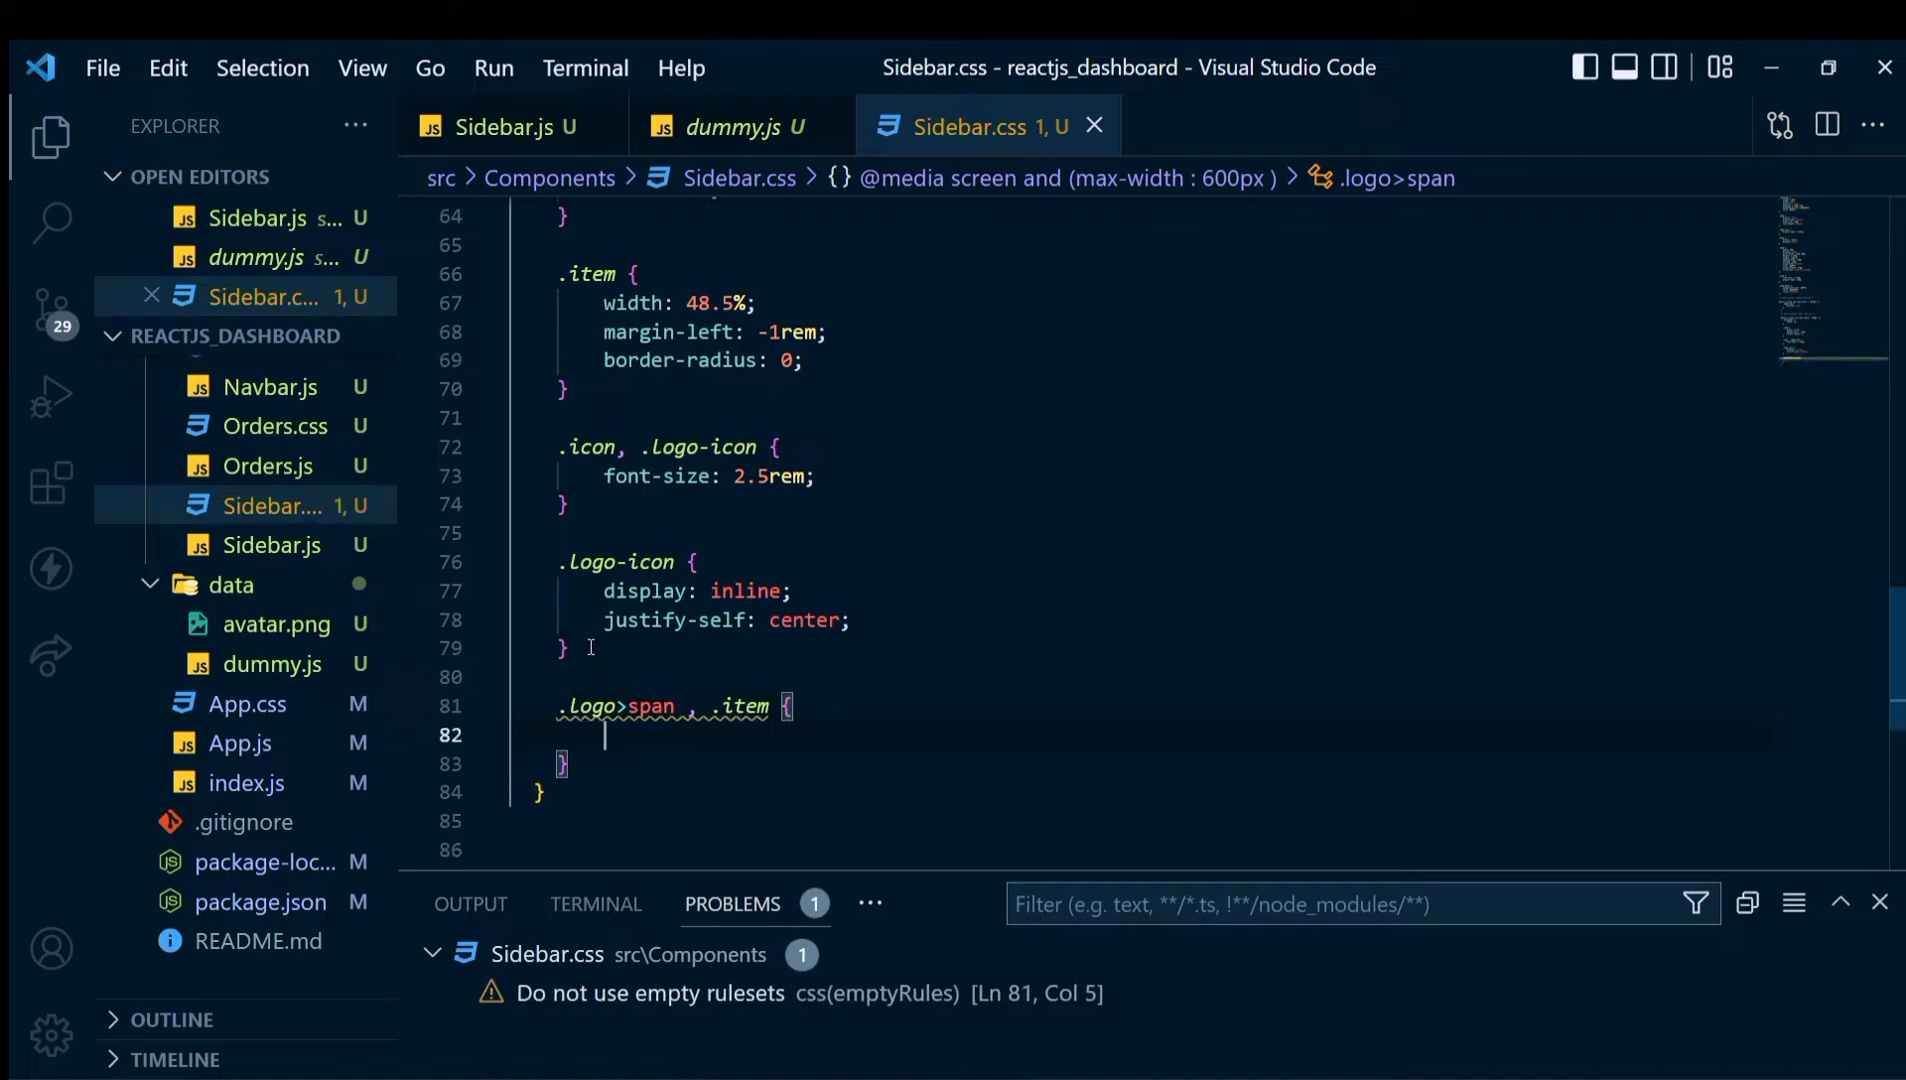 File Edit Selection View Go Run Terminal Help
Sidebar.css - reactjs_dashboard - Visual Studio Code
EXPLORER
OPEN EDITORS
Sidebar.js s... U
dummy.js s... U
Sidebar.c... 1, U
REACTJS_DASHBOARD
Navbar.js U
Orders.css U
Orders.js U
Sidebar.... 1, U
Sidebar.js U
data
avatar.png U
dummy.js U
App.css M
App.js M
index.js M
.gitignore
package-loc... M
package.json M
README.md
OUTLINE
TIMELINE
29
Sidebar.js U
dummy.js U
Sidebar.css 1, U
src > Components > Sidebar.css > {} @media screen and (max-width : 600px ) > .logo>span
64 }
65
66 .item {
67 width: 48.5%;
68 margin-left: -1rem;
69 border-radius: 0;
70 }
71
72 .icon, .logo-icon {
73 font-size: 2.5rem;
74 }
75
76 .logo-icon {
77 display: inline;
78 justify-self: center;
79 }
80
81 .logo>span , .item {
82
83 }
84 }
85
86
OUTPUT TERMINAL PROBLEMS 1
Filter (e.g. text, **/*.ts, !**/node_modules/**)
Sidebar.css src\Components 1
Do not use empty rulesets css(emptyRules) [Ln 81, Col 5]